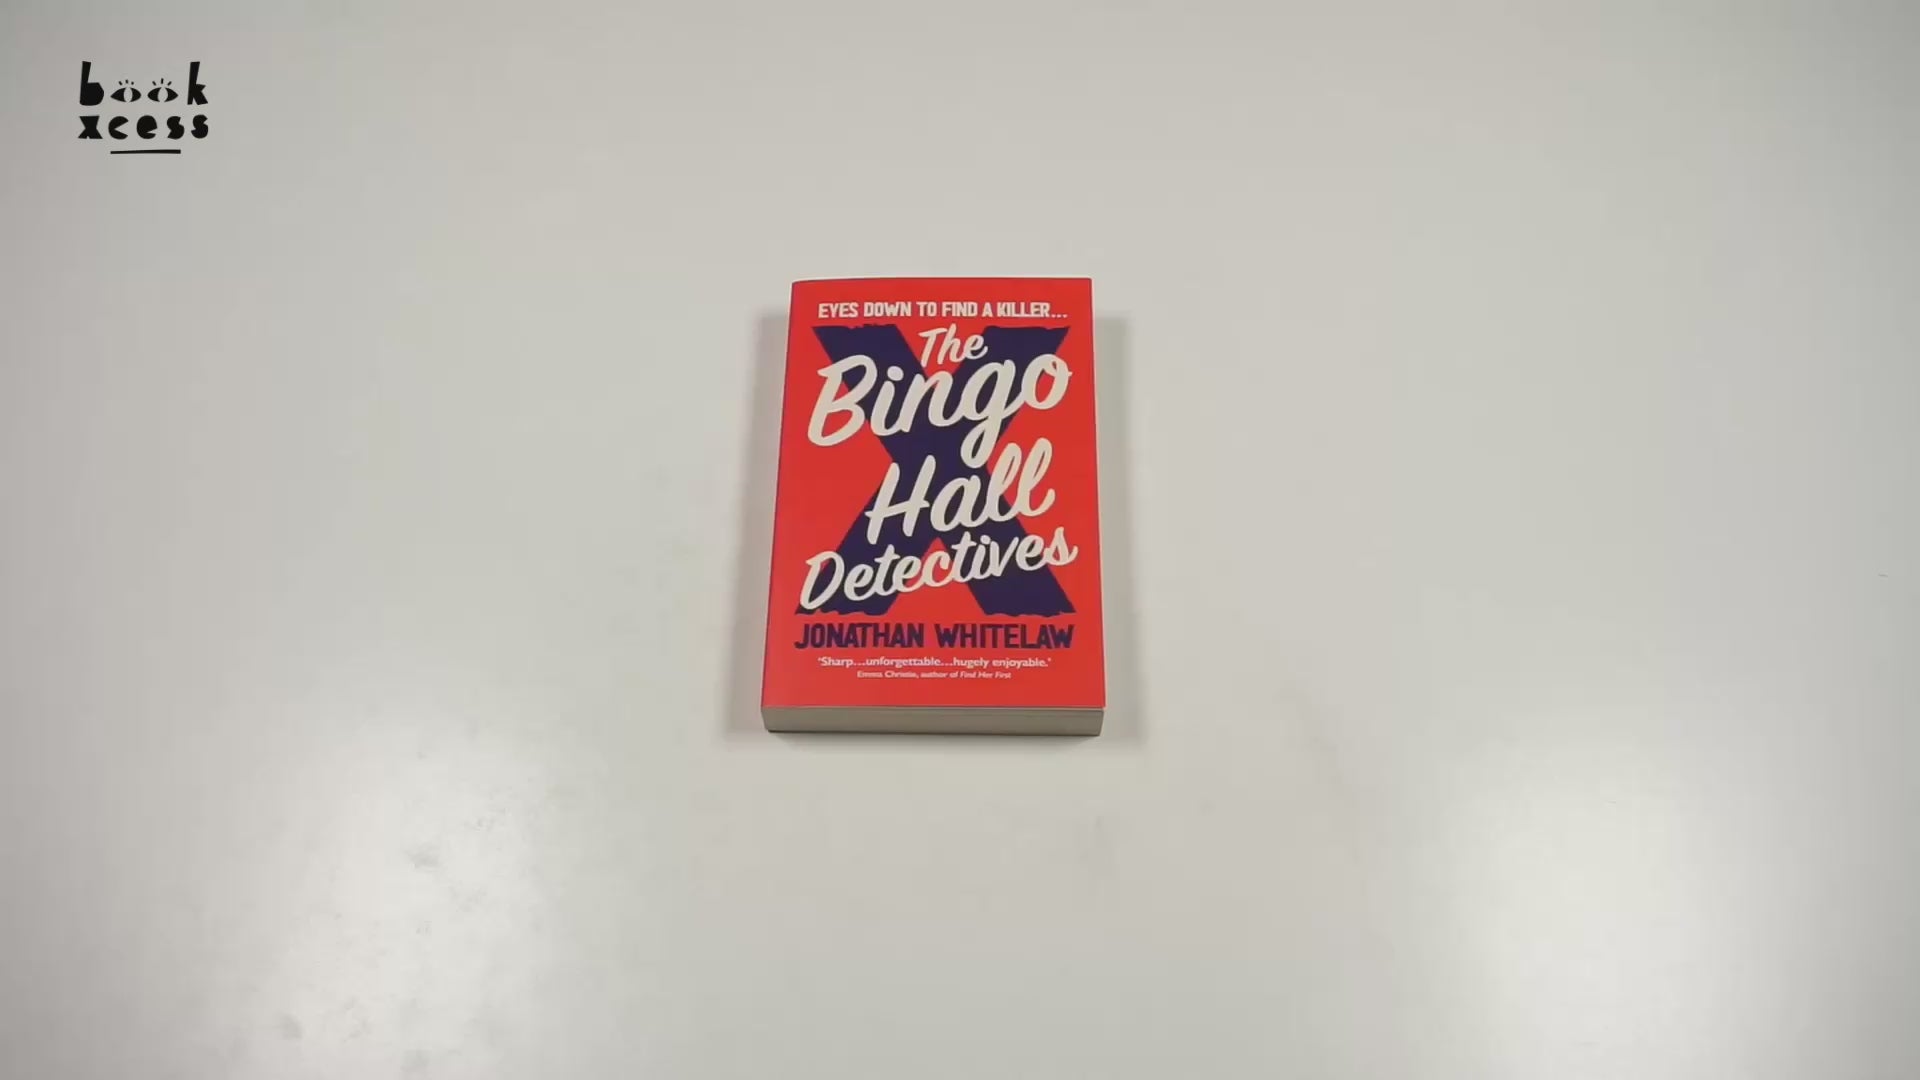 book
xcess
EYES DOWN TO FIND A KILLER...
The
Bingo
Hall
Detectives
JONATHAN WHITELAW
'Sharp...unforgettable...hugely enjoyable.'
Emma Christie, author of Find Her First